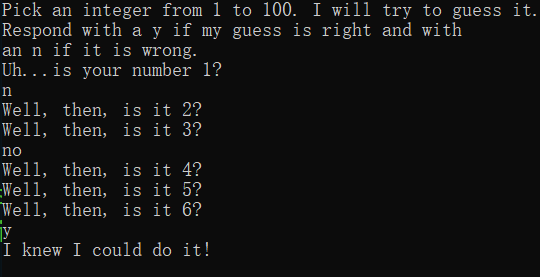 Pick an integer from 1 to 100. I will try to guess it.
Respond with a y if my guess is right and with
an n if it is wrong.
Uh...is your number 1?
n
Well, then, is it 2?
Well, then, is it 3?
no
Well, then, is it 4?
Well, then, is it 5?
Well, then, is it 6?
y
I knew I could do it!